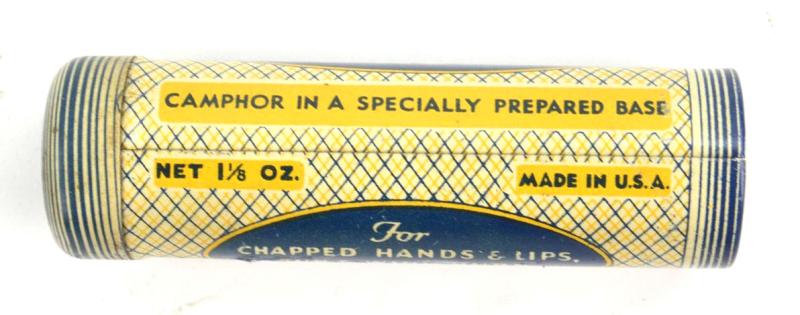 CAMPHOR IN A SPECIALLY PREPARED BASE
NET 1⅛ OZ.
MADE IN U.S.A.
For
CHAPPED HANDS & LIPS,